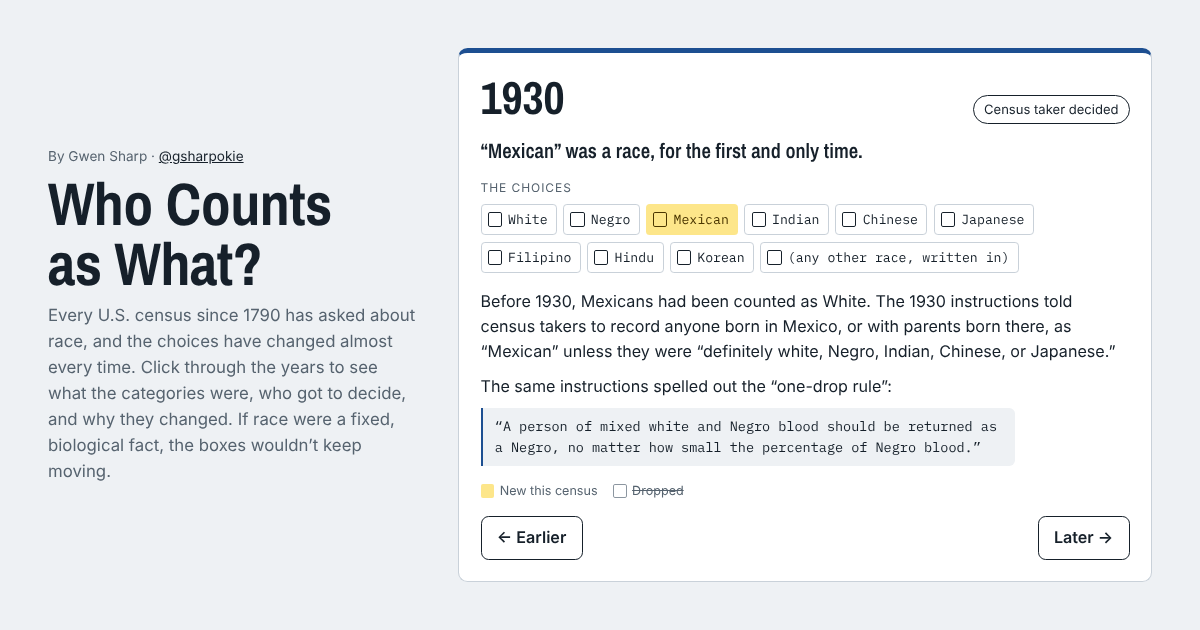 By Gwen Sharp · @gsharpokie
Who Counts
as What?
Every U.S. census since 1790 has asked about
race, and the choices have changed almost
every time. Click through the years to see
what the categories were, who got to decide,
and why they changed. If race were a fixed,
biological fact, the boxes wouldn’t keep
moving.
1930
Census taker decided
“Mexican” was a race, for the first and only time.
THE CHOICES
White Negro Mexican Indian Chinese Japanese
Filipino Hindu Korean (any other race, written in)
Before 1930, Mexicans had been counted as White. The 1930 instructions told
census takers to record anyone born in Mexico, or with parents born there, as
“Mexican” unless they were “definitely white, Negro, Indian, Chinese, or Japanese.”
The same instructions spelled out the “one-drop rule”:
“A person of mixed white and Negro blood should be returned as
a Negro, no matter how small the percentage of Negro blood.”
New this census Dropped
← Earlier
Later →